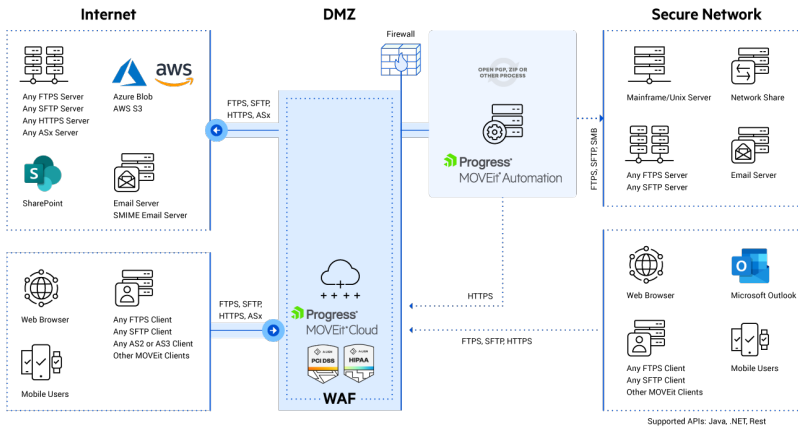 Internet
DMZ
Secure Network
Firewall
Any FTPS Server
Any SFTP Server
Any HTTPS Server
Any ASx Server
aws
Azure Blob
AWS S3
S
SharePoint
Email Server
SMIME Email Server
FTPS, SFTP,
HTTPS, ASx
OPEN PGP, ZIP OR
OTHER PROCESS
Progress®
MOVEit® Automation
FTPS, SFTP, SMB
Mainframe/Unix Server
Network Share
Any FTPS Server
Any SFTP Server
Email Server
Web Browser
Any FTPS Client
Any SFTP Client
Any AS2 or AS3 Client
Other MOVEit Clients
Mobile Users
FTPS, SFTP,
HTTPS, ASx
Progress®
MOVEit® Cloud
PCI DSS
HIPAA
WAF
HTTPS
FTPS, SFTP, HTTPS
Web Browser
O
Microsoft Outlook
Any FTPS Client
Any SFTP Client
Other MOVEit Clients
Mobile Users
Supported APIs: Java, .NET, Rest